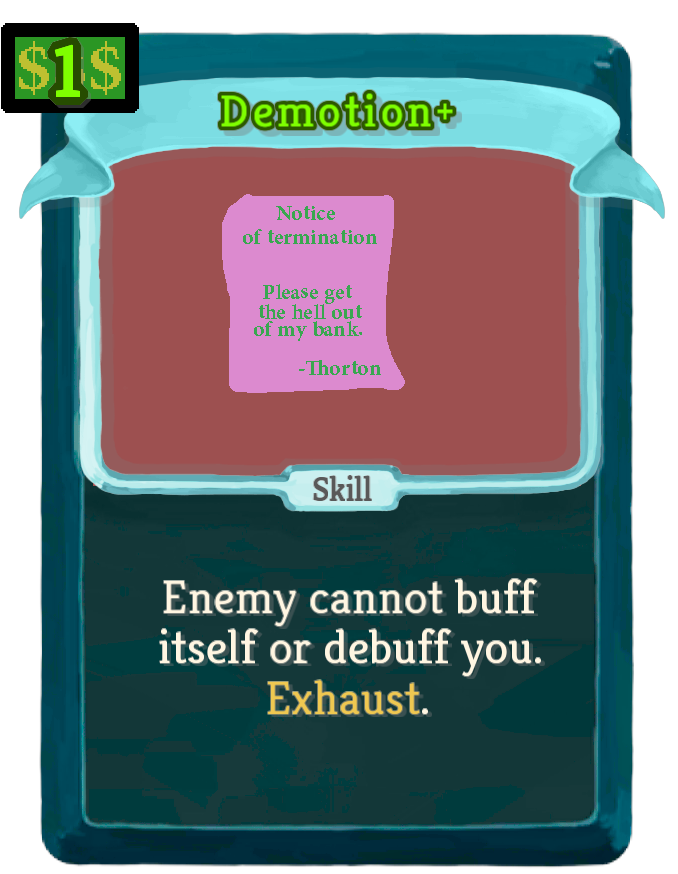 $1$
Demotion+
Notice
of termination
Please get
the hell out
of my bank.
-Thorton
Skill
Enemy cannot buff
itself or debuff you.
Exhaust.